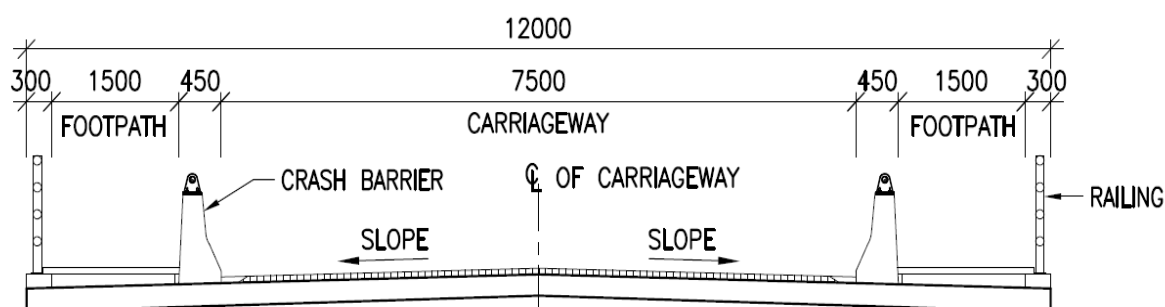 12000
300 1500 450 7500 450 1500 300
FOOTPATH CARRIAGEWAY FOOTPATH
CRASH BARRIER ℄ OF CARRIAGEWAY
RAILING
SLOPE SLOPE